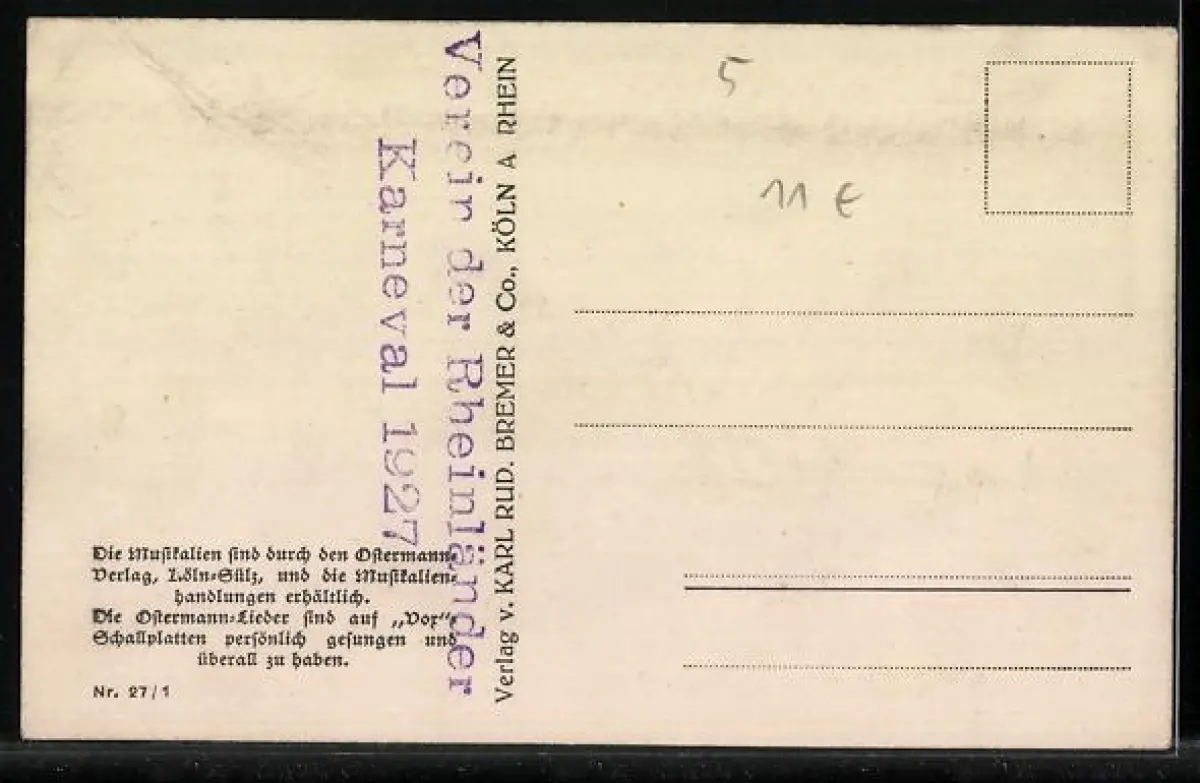 Verein der Rheinländer
Karneval 1927
Verlag v. KARL RUD. BREMER & Co., KÖLN A RHEIN
5
11 €
Die Musikalien sind durch den Ostermann-
Verlag, Köln-Sülz, und die Musikalien-
handlungen erhältlich.
Die Ostermann-Lieder sind auf „Vox"-
Schallplatten persönlich gesungen und
überall zu haben.
Nr. 27/1